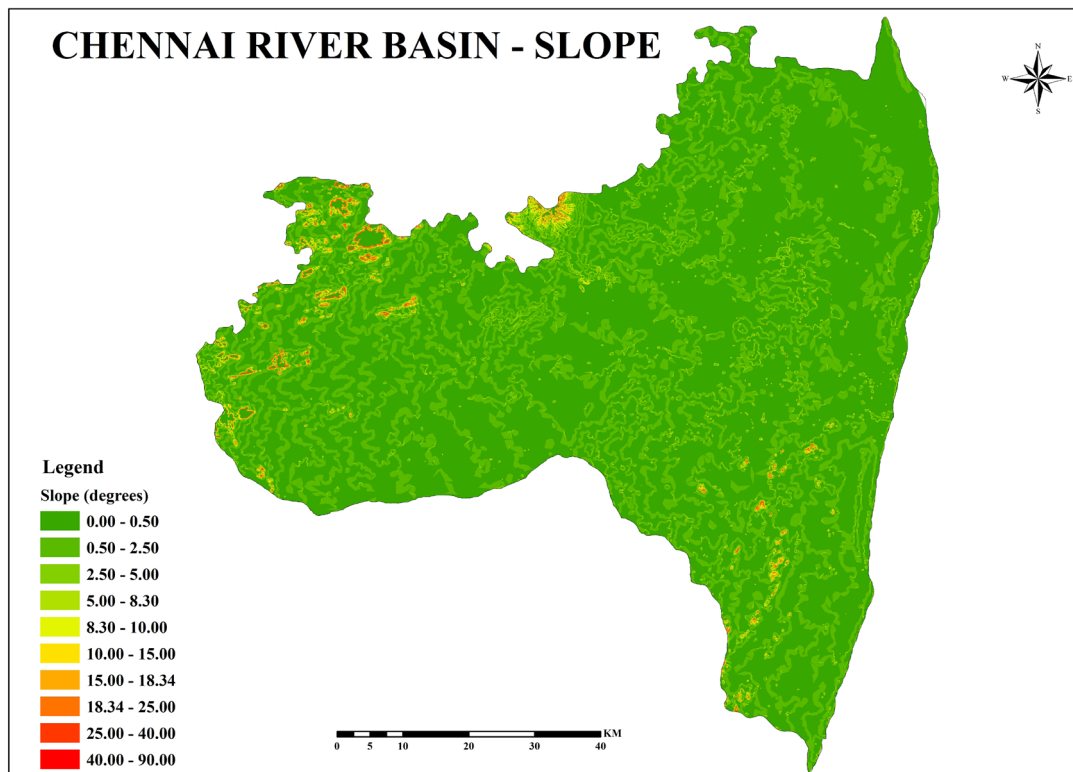 CHENNAI RIVER BASIN - SLOPE
N
W E
S
Legend
Slope (degrees)
0.00 - 0.50
0.50 - 2.50
2.50 - 5.00
5.00 - 8.30
8.30 - 10.00
10.00 - 15.00
15.00 - 18.34
18.34 - 25.00
25.00 - 40.00
40.00 - 90.00
KM
0 2 5 10 20 30 40